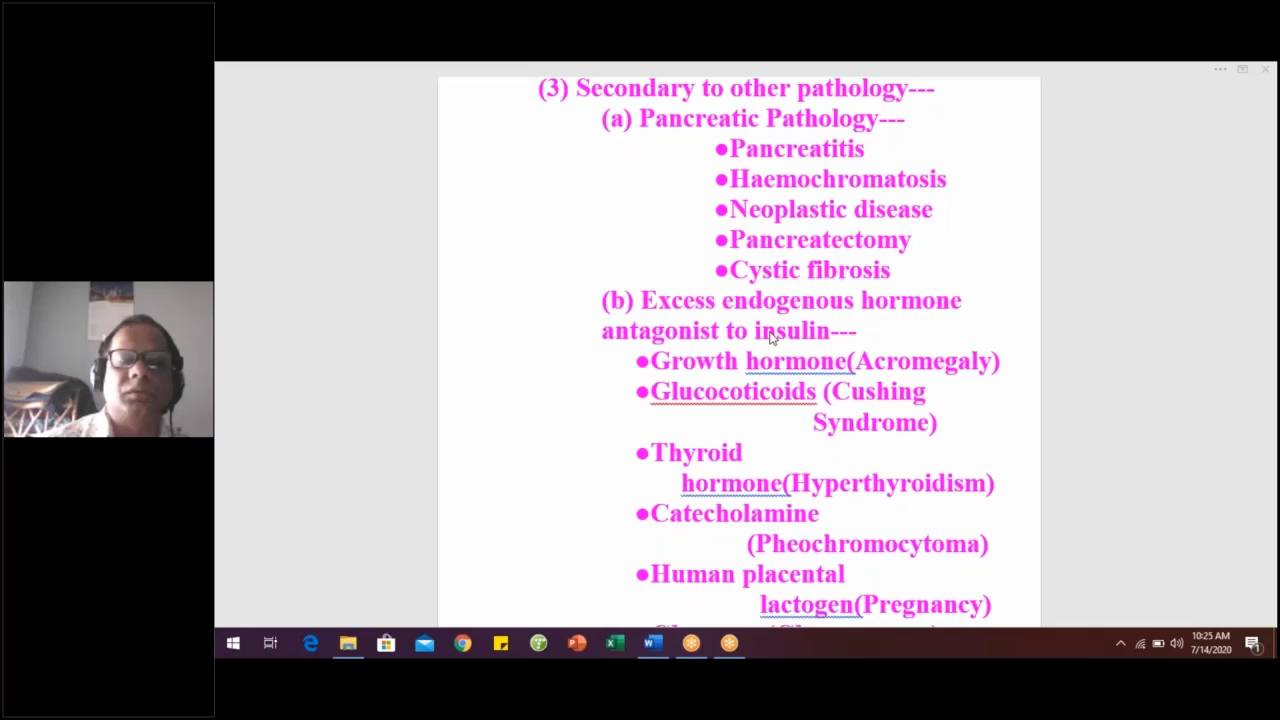 (3) Secondary to other pathology---
(a) Pancreatic Pathology---
●Pancreatitis
●Haemochromatosis
●Neoplastic disease
●Pancreatectomy
●Cystic fibrosis
(b) Excess endogenous hormone
antagonist to insulin---
●Growth hormone(Acromegaly)
●Glucocoticoids (Cushing
Syndrome)
●Thyroid
hormone(Hyperthyroidism)
●Catecholamine
(Pheochromocytoma)
●Human placental
lactogen(Pregnancy)
10:25 AM
7/14/2020